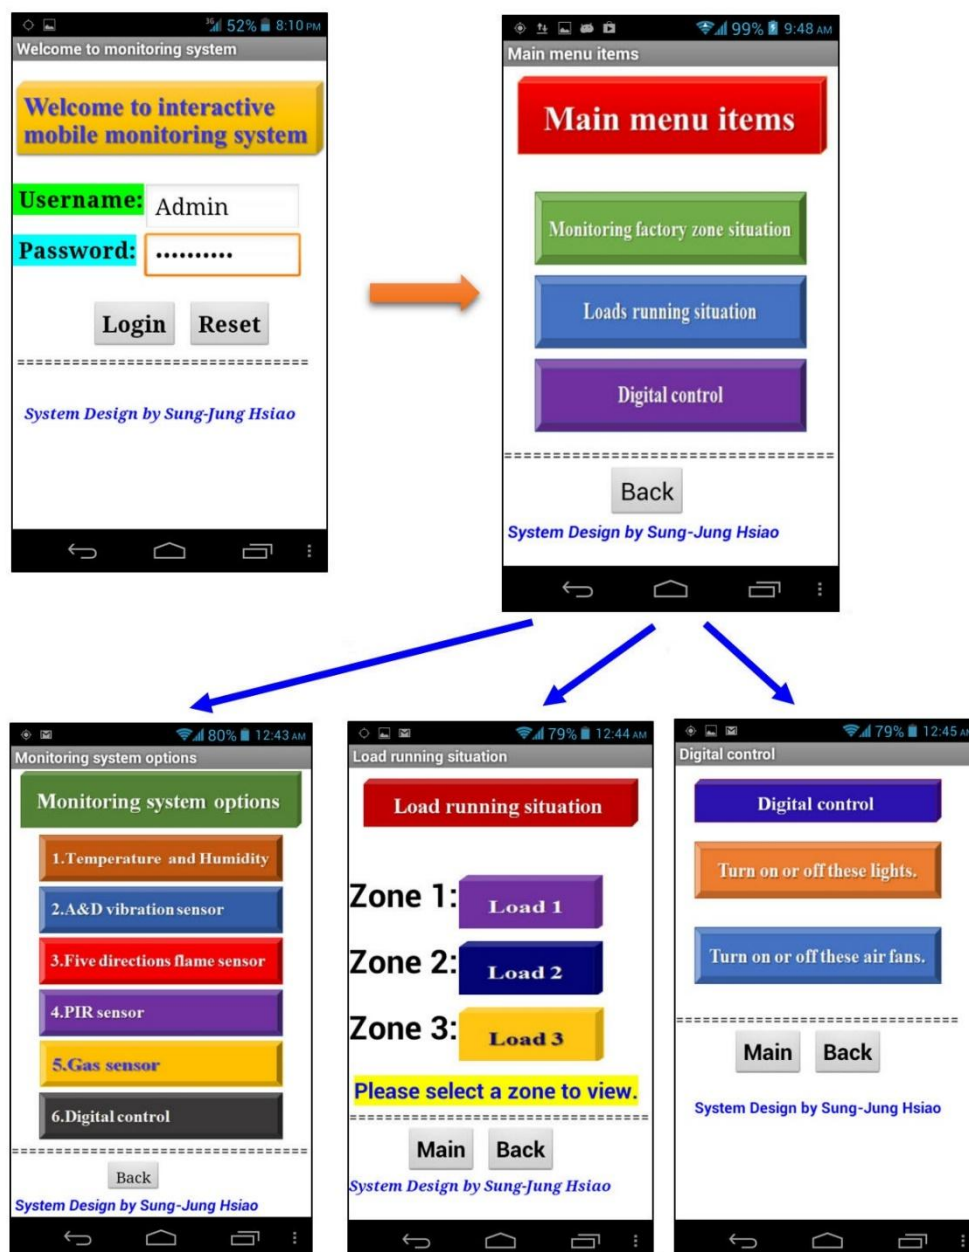 3G 52% 8:10 PM
Welcome to monitoring system
Welcome to interactive
mobile monitoring system
Username: Admin
Password: ••••••••••
Login Reset
System Design by Sung-Jung Hsiao
99% 9:48 AM
Main menu items
Main menu items
Monitoring factory zone situation
Loads running situation
Digital control
Back
System Design by Sung-Jung Hsiao
80% 12:43 AM
Monitoring system options
Monitoring system options
1.Temperature and Humidity
2.A&D vibration sensor
3.Five directions flame sensor
4.PIR sensor
5.Gas sensor
6.Digital control
Back
System Design by Sung-Jung Hsiao
79% 12:44 AM
Load running situation
Load running situation
Zone 1: Load 1
Zone 2: Load 2
Zone 3: Load 3
Please select a zone to view.
Main Back
System Design by Sung-Jung Hsiao
79% 12:45 AM
Digital control
Digital control
Turn on or off these lights.
Turn on or off these air fans.
Main Back
System Design by Sung-Jung Hsiao